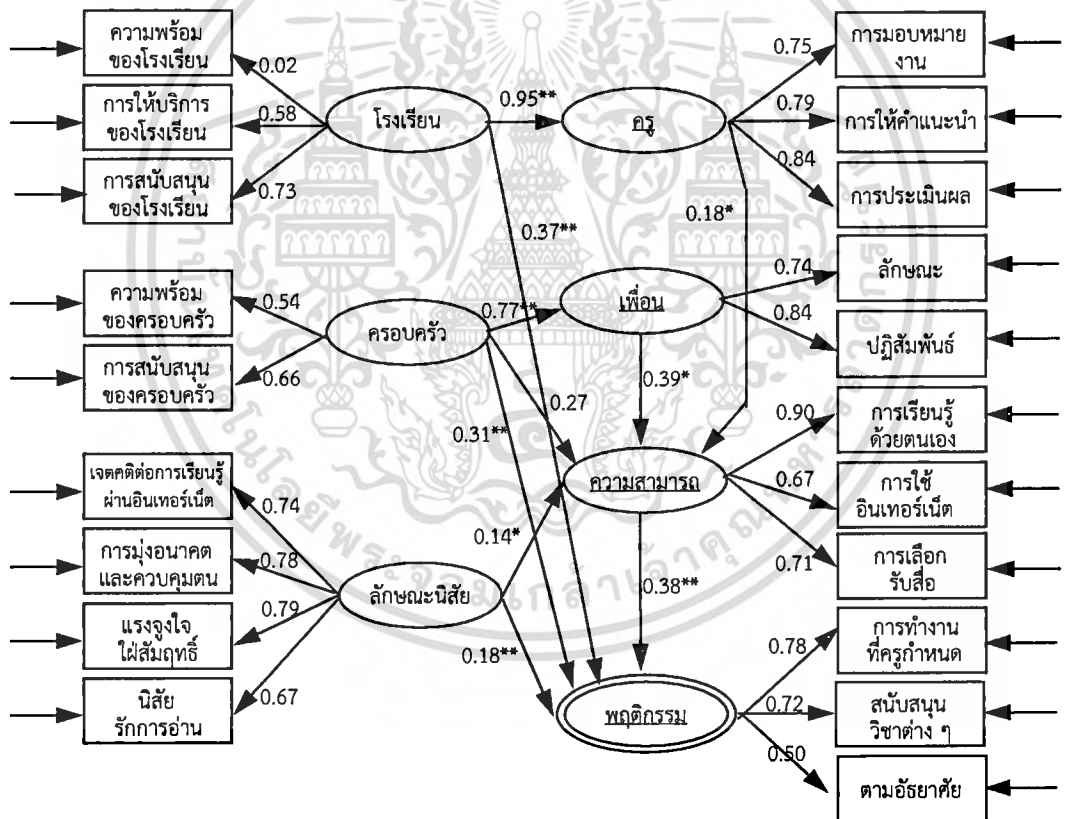 ความพร้อม
ของโรงเรียน
การให้บริการ
ของโรงเรียน
การสนับสนุน
ของโรงเรียน
0.02
0.58
0.73
โรงเรียน
0.95**
ครู
0.75
0.79
0.84
การมอบหมาย
งาน
การให้คำแนะนำ
การประเมินผล
0.37**
0.18*
ความพร้อม
ของครอบครัว
การสนับสนุน
ของครอบครัว
0.54
0.66
ครอบครัว
0.77**
เพื่อน
0.74
0.84
ลักษณะ
ปฏิสัมพันธ์
0.39*
0.27
0.31**
ความสามารถ
0.90
0.67
0.71
การเรียนรู้
ด้วยตนเอง
การใช้
อินเทอร์เน็ต
การเลือก
รับสื่อ
เจตคติต่อการเรียนรู้
ผ่านอินเทอร์เน็ต
การมุ่งอนาคต
และควบคุมตน
แรงจูงใจ
ใฝ่สัมฤทธิ์
นิสัย
รักการอ่าน
0.74
0.78
0.79
0.67
ลักษณะนิสัย
0.14*
0.18**
0.38**
พฤติกรรม
0.78
0.72
0.50
การทำงาน
ที่ครูกำหนด
สนับสนุน
วิชาต่าง ๆ
ตามอัธยาศัย